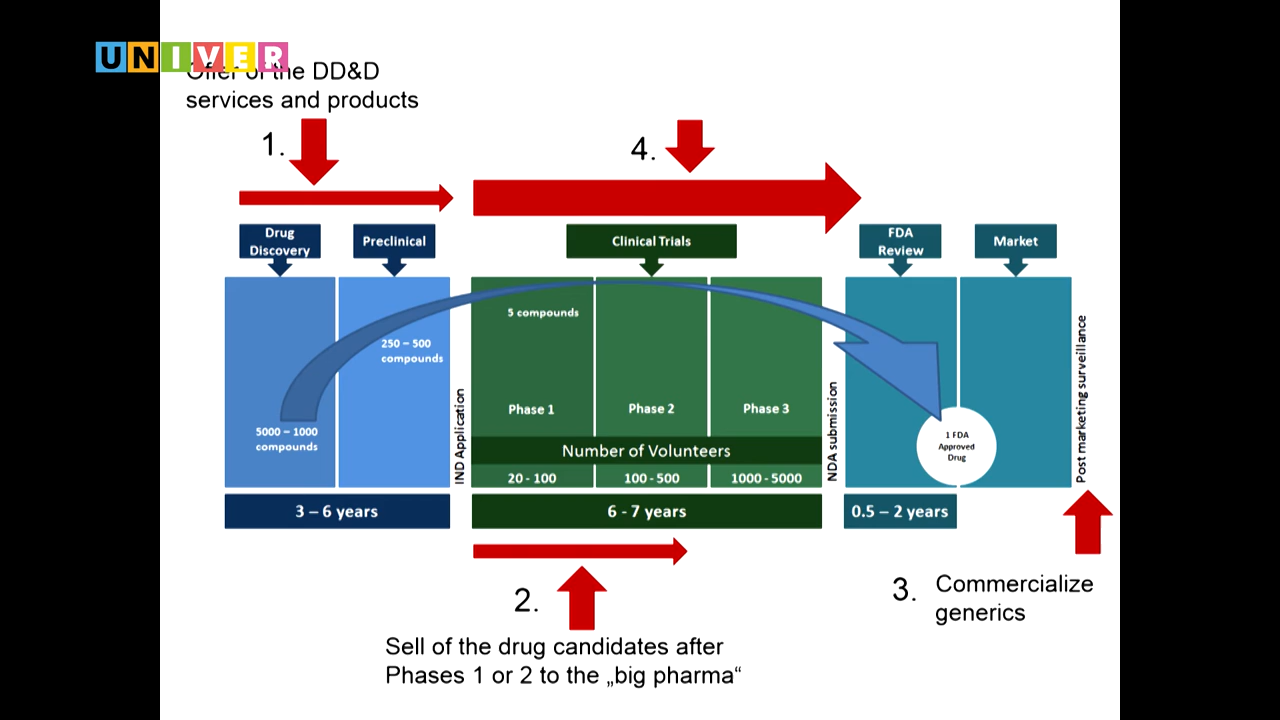 UNIVER
Offer of the DD&D
services and products
1.
4.
Drug
Discovery
Preclinical
Clinical Trials
FDA
Review
Market
5 compounds
250 – 500
compounds
5000 – 1000
compounds
Phase 1
Phase 2
Phase 3
Number of Volunteers
20 - 100
100 - 500
1000 - 5000
IND Application
NDA submission
1 FDA
Approved
Drug
Post marketing surveillance
3 – 6 years
6 - 7 years
0.5 – 2 years
2.
Sell of the drug candidates after
Phases 1 or 2 to the „big pharma“
3.
Commercialize
generics